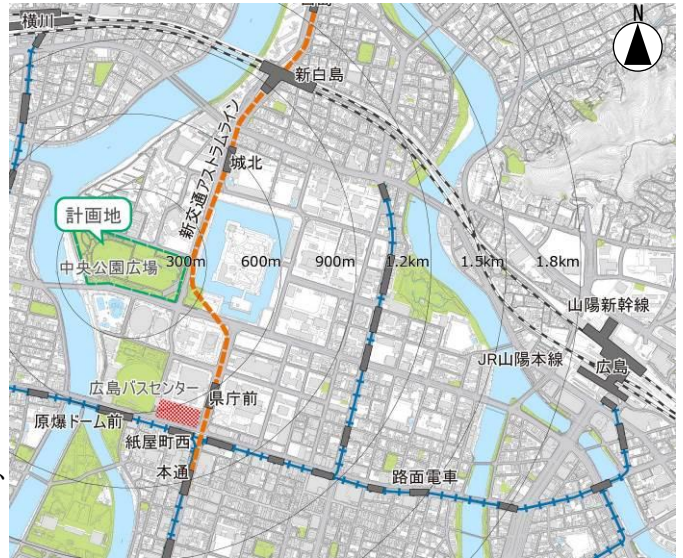 横川
N
新白島
新交通アストラムライン
城北
計画地
中央公園広場
300m
600m
900m
1.2km
1.5km
1.8km
山陽新幹線
JR山陽本線
広島
広島バスセンター
県庁前
原爆ドーム前
紙屋町西
本通
路面電車
、